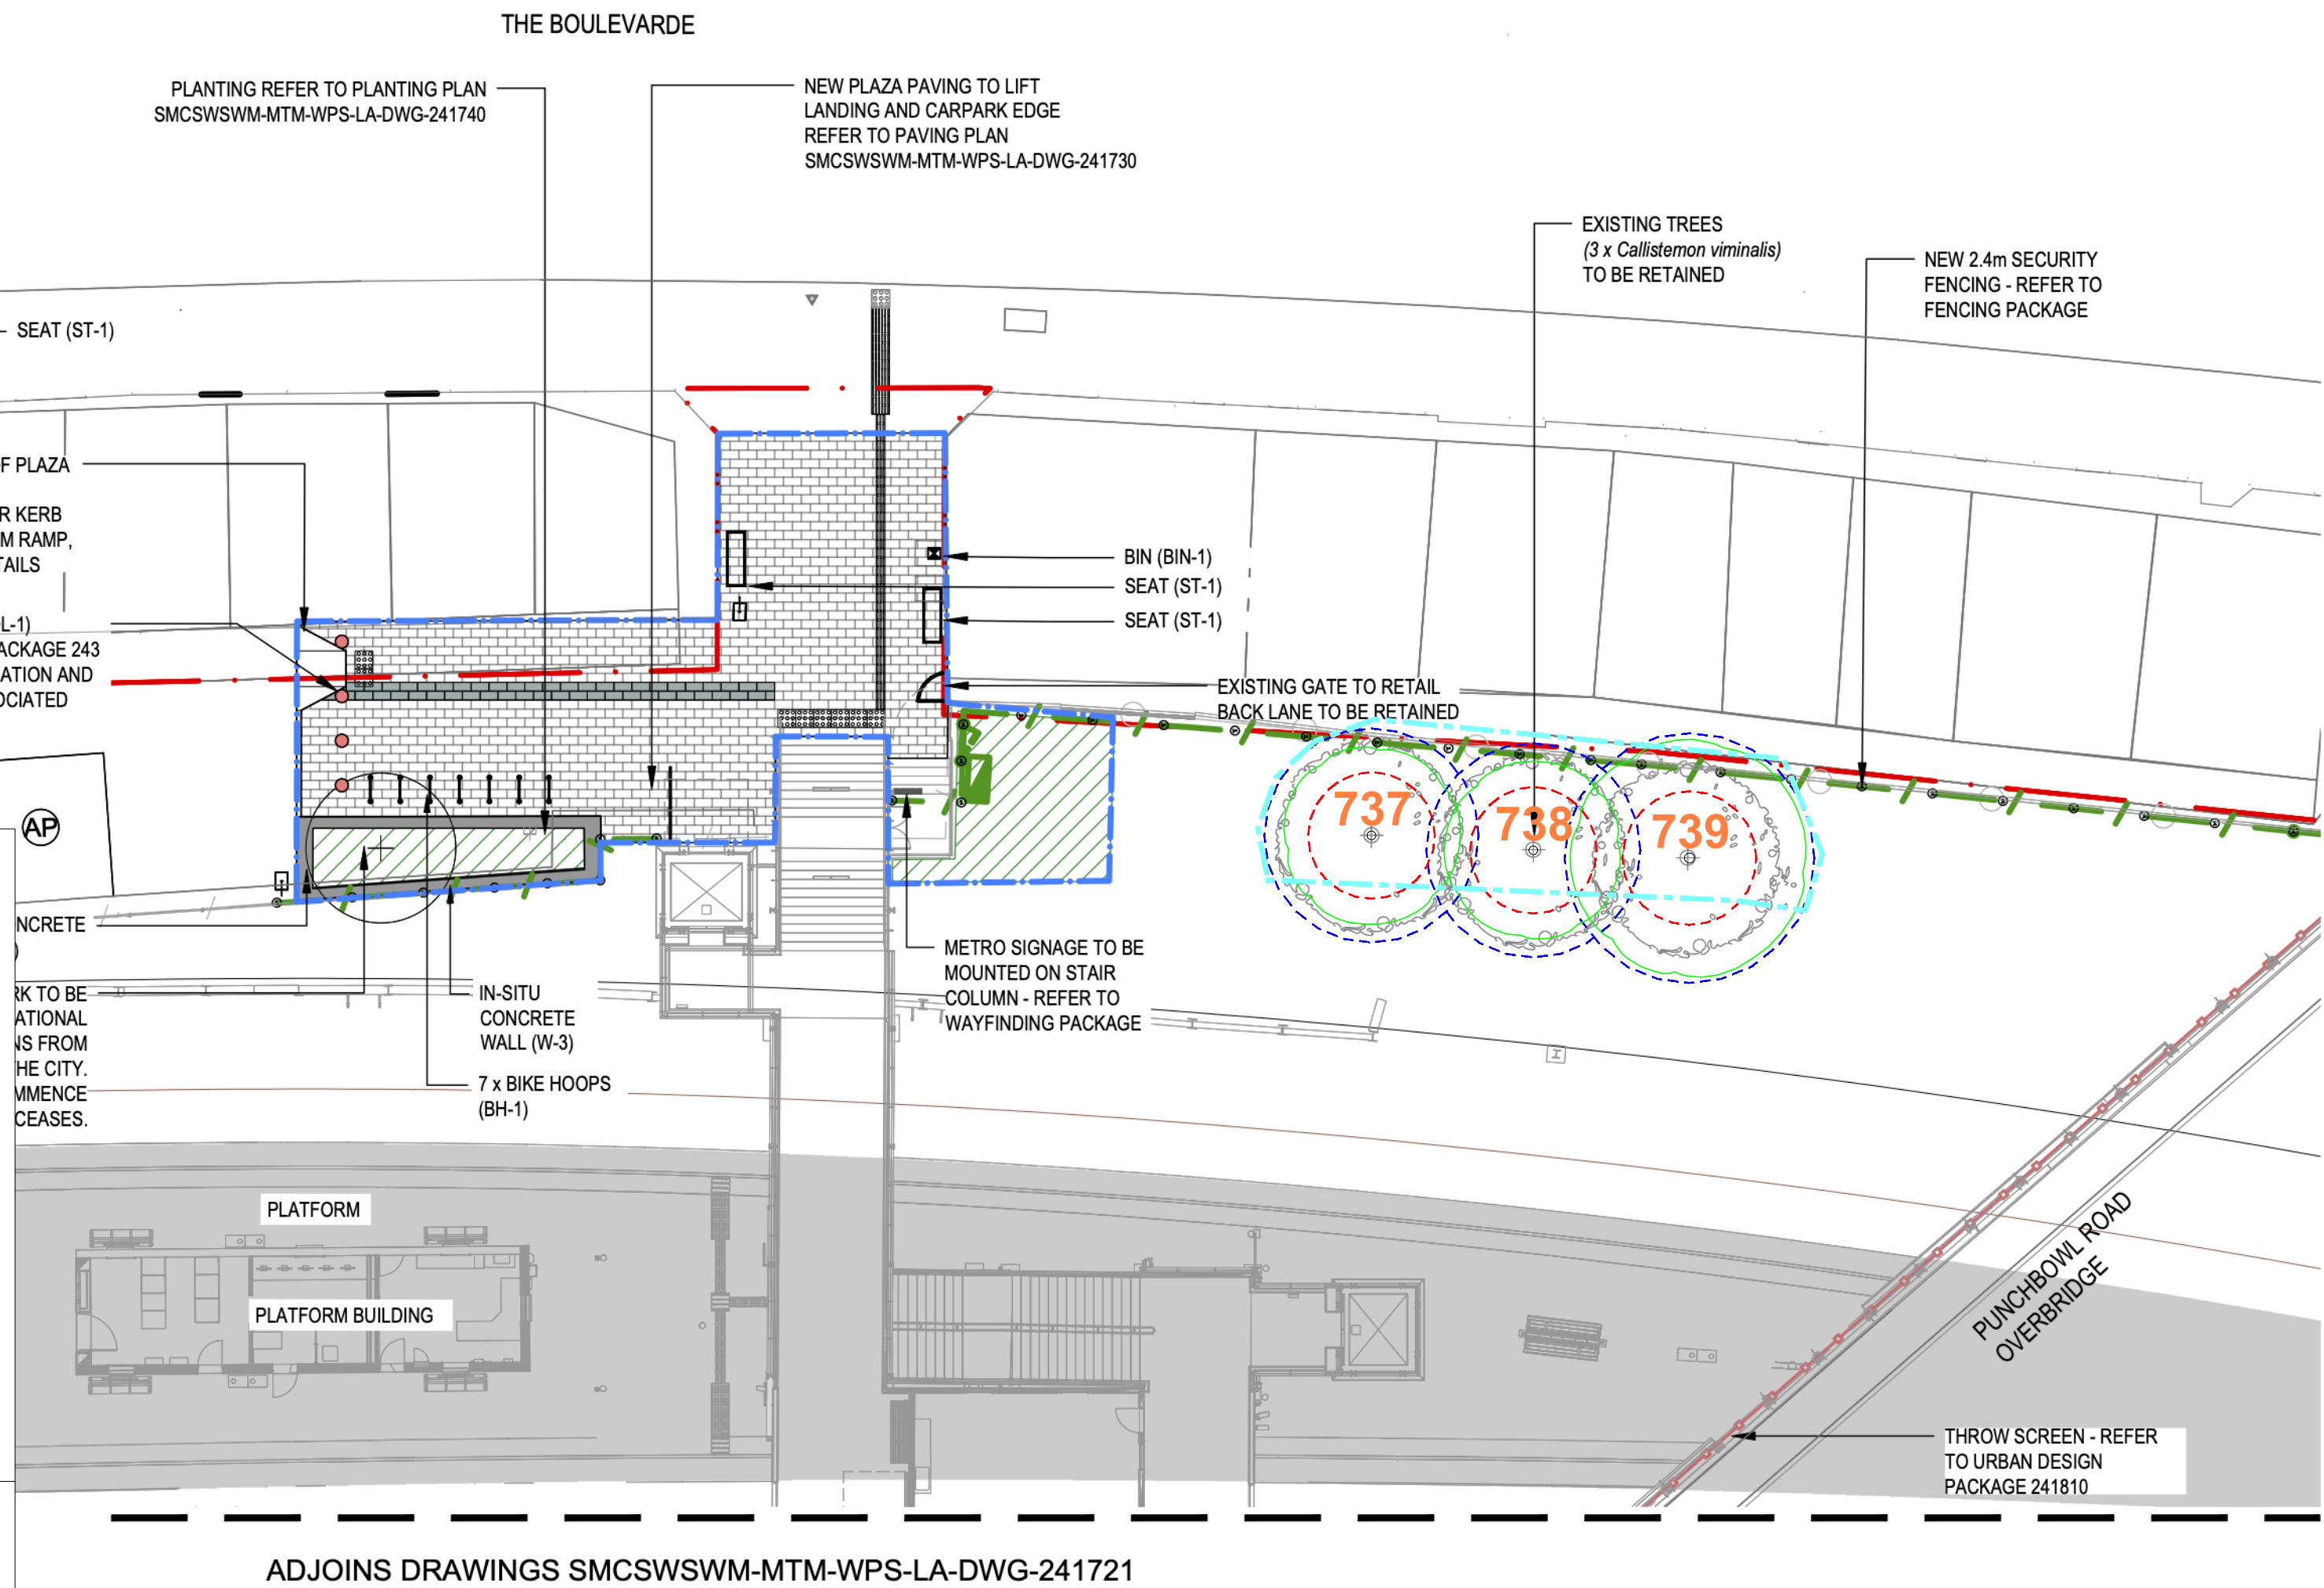 THE BOULEVARDE
PLANTING REFER TO PLANTING PLAN
SMCSWSWM-MTM-WPS-LA-DWG-241740
NEW PLAZA PAVING TO LIFT
LANDING AND CARPARK EDGE
REFER TO PAVING PLAN
SMCSWSWM-MTM-WPS-LA-DWG-241730
EXISTING TREES
(3 x Callistemon viminalis)
TO BE RETAINED
NEW 2.4m SECURITY
FENCING - REFER TO
FENCING PACKAGE
SEAT (ST-1)
F PLAZA
R KERB
M RAMP,
TAILS
L-1)
ACKAGE 243
ATION AND
OCIATED
BIN (BIN-1)
SEAT (ST-1)
SEAT (ST-1)
EXISTING GATE TO RETAIL
BACK LANE TO BE RETAINED
737
738
739
AP
NCRETE
RK TO BE
ATIONAL
NS FROM
HE CITY.
MMENCE
CEASES.
IN-SITU
CONCRETE
WALL (W-3)
7 x BIKE HOOPS
(BH-1)
METRO SIGNAGE TO BE
MOUNTED ON STAIR
COLUMN - REFER TO
WAYFINDING PACKAGE
PLATFORM
PLATFORM BUILDING
PUNCHBOWL ROAD
OVERBRIDGE
THROW SCREEN - REFER
TO URBAN DESIGN
PACKAGE 241810
ADJOINS DRAWINGS SMCSWSWM-MTM-WPS-LA-DWG-241721